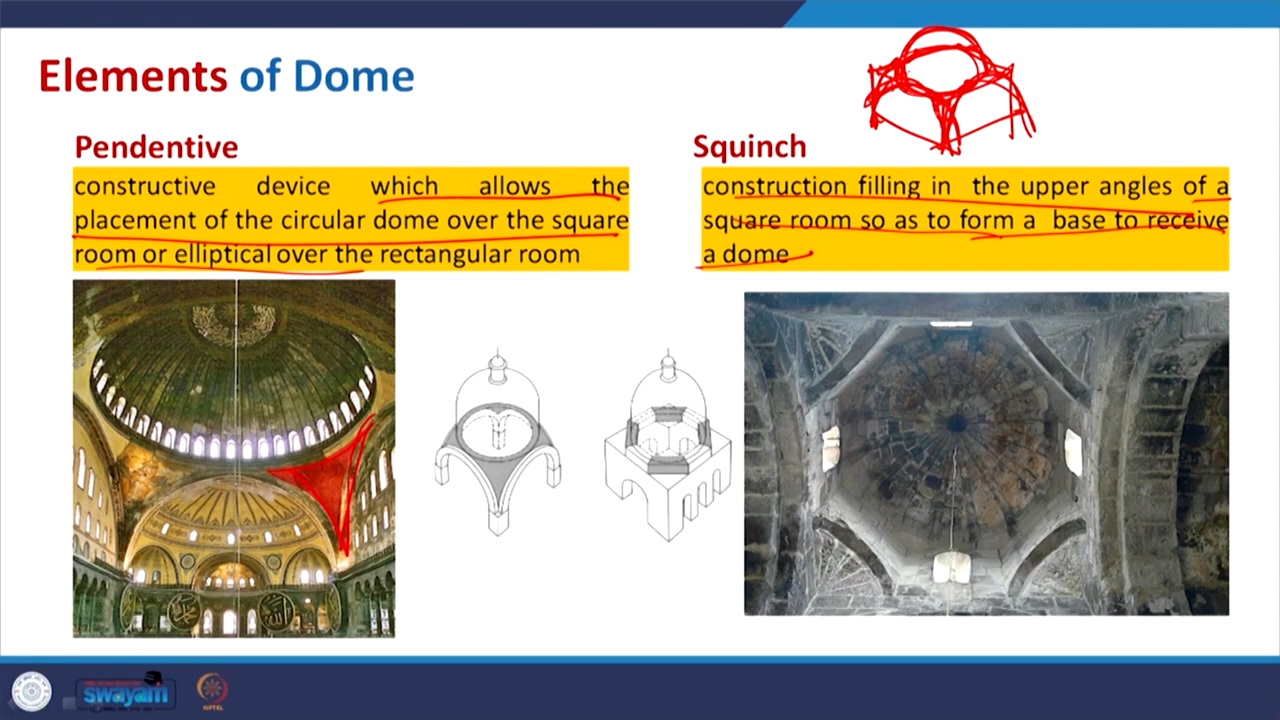 Elements of Dome
Pendentive
constructive device which allows the
placement of the circular dome over the square
room or elliptical over the rectangular room
Squinch
construction filling in the upper angles of a
square room so as to form a base to receive
a dome
swayam
NPTEL